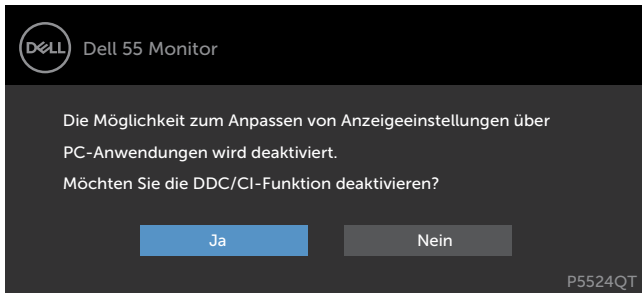 DELL
Dell 55 Monitor
Die Möglichkeit zum Anpassen von Anzeigeeinstellungen über
PC-Anwendungen wird deaktiviert.
Möchten Sie die DDC/CI-Funktion deaktivieren?
Ja
Nein
P5524QT